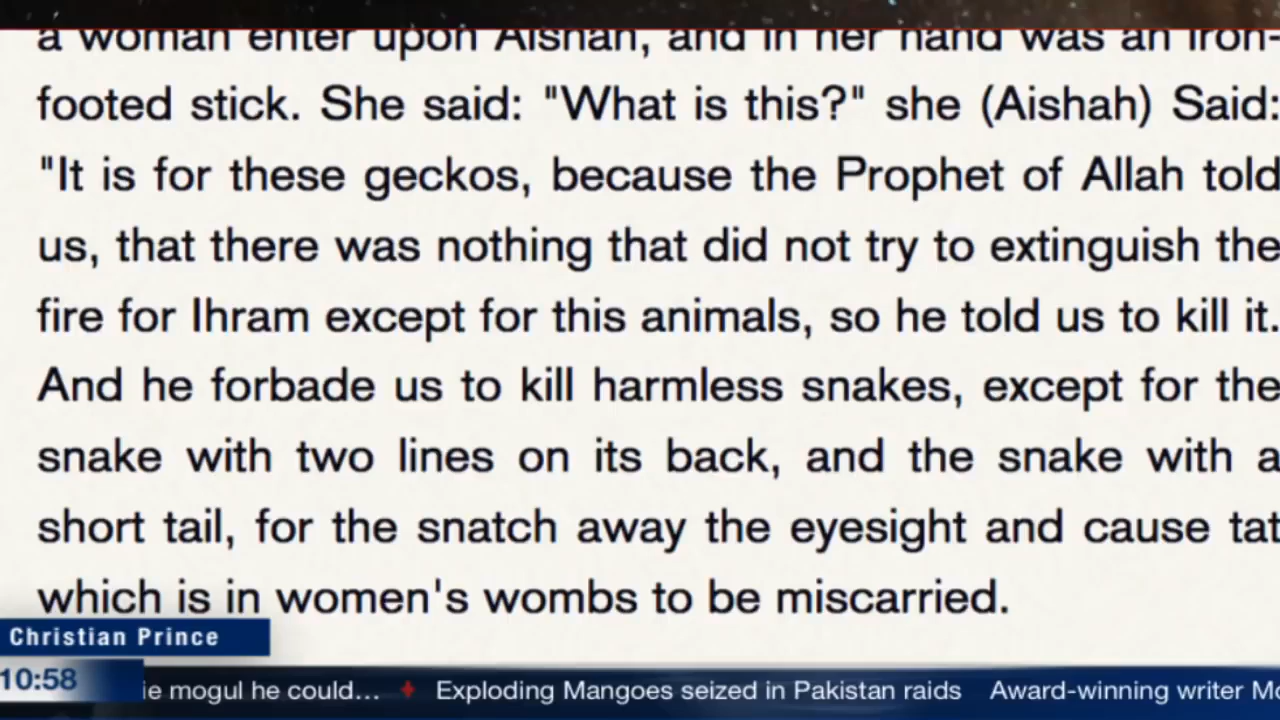 a woman enter upon Aishah, and in her hand was an iron-
footed stick. She said: "What is this?" she (Aishah) Said:
"It is for these geckos, because the Prophet of Allah told
us, that there was nothing that did not try to extinguish the
fire for Ihram except for this animals, so he told us to kill it.
And he forbade us to kill harmless snakes, except for the
snake with two lines on its back, and the snake with a
short tail, for the snatch away the eyesight and cause tat
which is in women's wombs to be miscarried.
Christian Prince
10:58
ie mogul he could... Exploding Mangoes seized in Pakistan raids Award-winning writer Mo